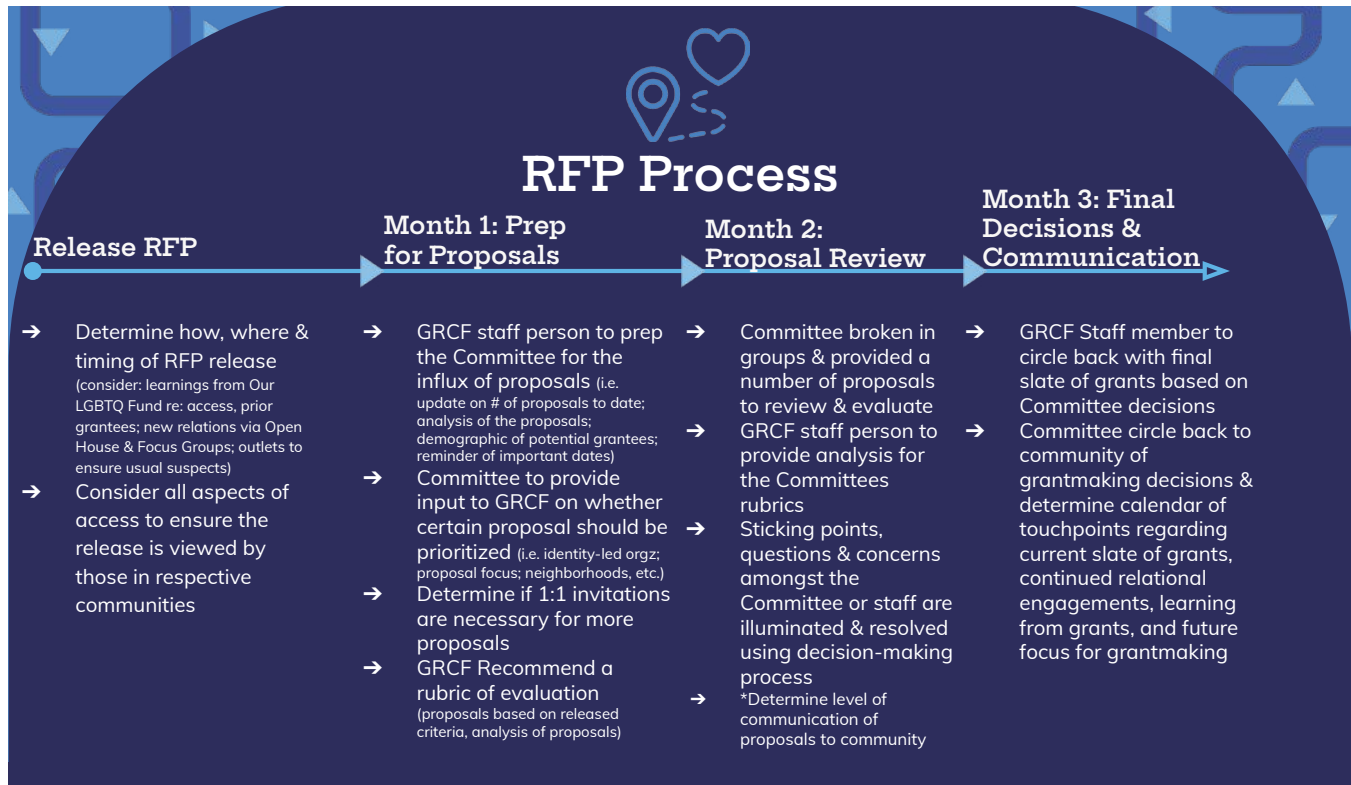 RFP Process
Release RFP
➔ Determine how, where &
timing of RFP release
(consider: learnings from Our
LGBTQ Fund re: access, prior
grantees; new relations via Open
House & Focus Groups; outlets to
ensure usual suspects)
➔ Consider all aspects of
access to ensure the
release is viewed by
those in respective
communities
Month 1: Prep
for Proposals
➔ GRCF staff person to prep
the Committee for the
influx of proposals (i.e.
update on # of proposals to date;
analysis of the proposals;
demographic of potential grantees;
reminder of important dates)
➔ Committee to provide
input to GRCF on whether
certain proposal should be
prioritized (i.e. identity-led orgz;
proposal focus; neighborhoods, etc.)
➔ Determine if 1:1 invitations
are necessary for more
proposals
➔ GRCF Recommend a
rubric of evaluation
(proposals based on released
criteria, analysis of proposals)
Month 2:
Proposal Review
➔ Committee broken in
groups & provided a
number of proposals
to review & evaluate
➔ GRCF staff person to
provide analysis for
the Committees
rubrics
➔ Sticking points,
questions & concerns
amongst the
Committee or staff are
illuminated & resolved
using decision-making
process
➔ *Determine level of
communication of
proposals to community
Month 3: Final
Decisions &
Communication
➔ GRCF Staff member to
circle back with final
slate of grants based on
Committee decisions
➔ Committee circle back to
community of
grantmaking decisions &
determine calendar of
touchpoints regarding
current slate of grants,
continued relational
engagements, learning
from grants, and future
focus for grantmaking